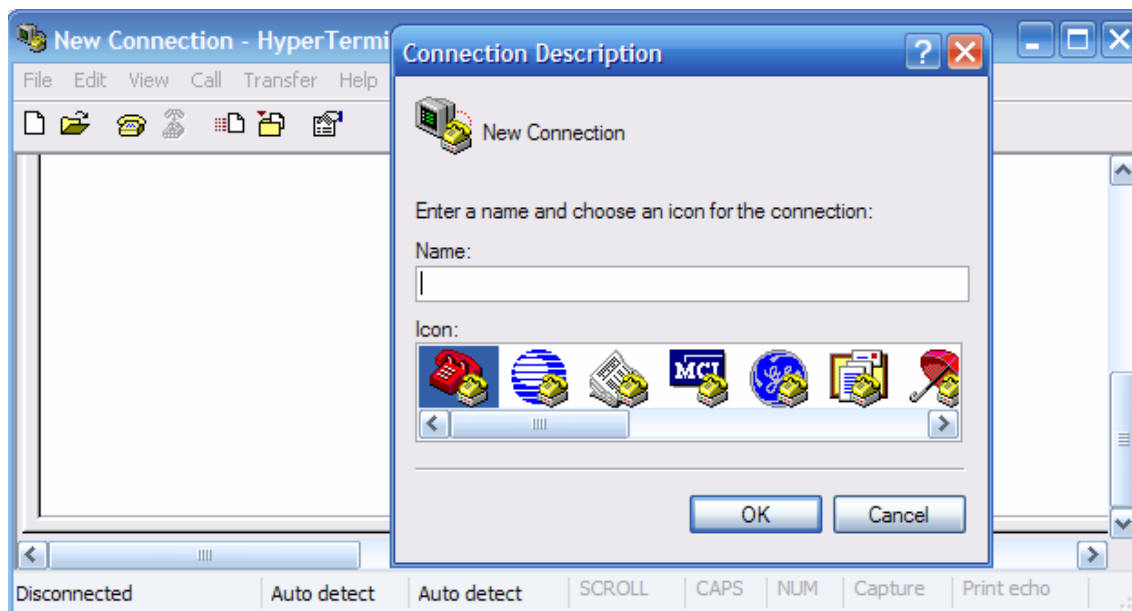 New Connection - HyperTermi
Connection Description
File Edit View Call Transfer Help
New Connection
Enter a name and choose an icon for the connection:
Name:
Icon:
MCI
OK Cancel
Disconnected Auto detect Auto detect SCROLL CAPS NUM Capture Print echo